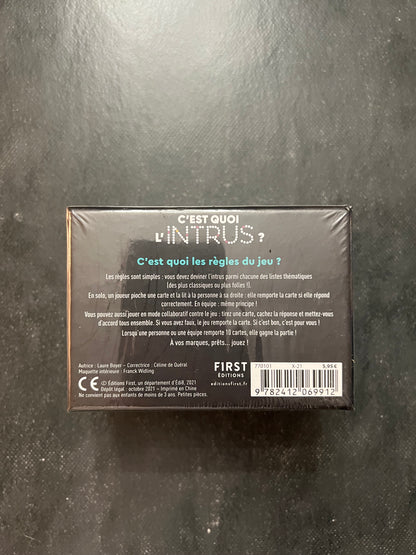 C'EST QUOI
L'INTRUS ?
C'est quoi les règles du jeu ?
Les règles sont simples : vous devez deviner l'intrus parmi chacune des listes thématiques
(des plus classiques ou plus folles !).
En solo, un joueur pioche une carte et la lit à la personne à sa droite : elle remporte la carte si elle répond
correctement. En équipe : même principe !
Vous pouvez aussi jouer en mode collaboratif contre le jeu : tirez une carte, cachez la réponse et mettez-vous
d'accord tous ensemble. Si vous avez faux, le jeu remporte la carte. Si c'est bon, c'est pour vous !
Lorsqu'une personne ou une équipe remporte 10 cartes, elle gagne la partie !
À vos marques, prêts... jouez !
Autrice : Laure Boyer – Correctrice : Céline de Quéral
Maquette intérieure : Franck Widling
CE © Éditions First, un département d'Édi8, 2021
Dépôt légal : octobre 2021 – Imprimé en Chine
Ne convient pas aux enfants de moins de 3 ans. Petites pièces.
FIRST
ÉDITIONS
editionsfirst.fr
770101 X-21 5,95 €
9 782412 069912